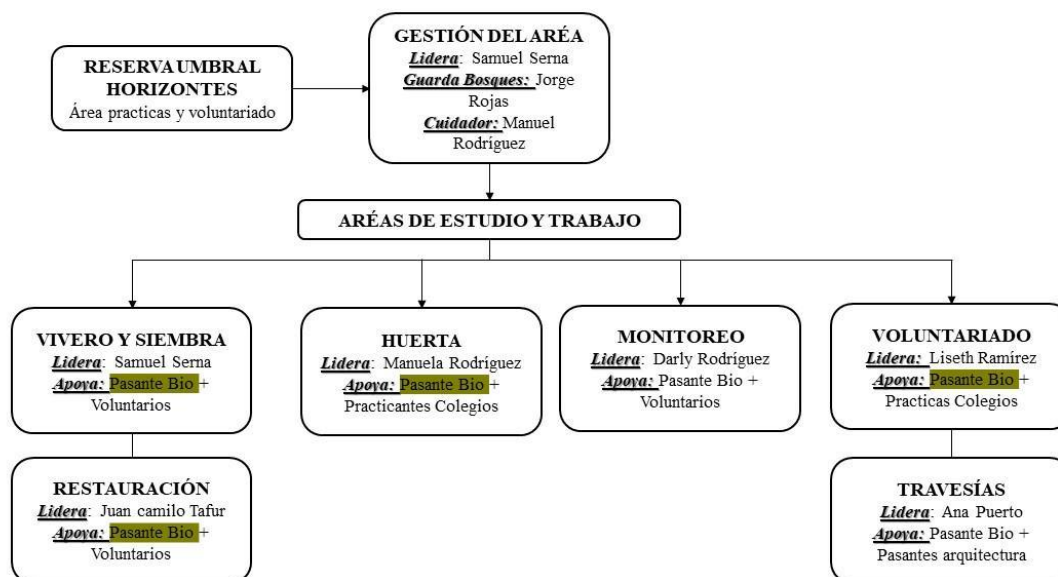 RESERVA UMBRAL
HORIZONTES
Área practicas y voluntariado
GESTIÓN DEL ARÉA
Lidera: Samuel Serna
Guarda Bosques: Jorge
Rojas
Cuidador: Manuel
Rodríguez
ARÉAS DE ESTUDIO Y TRABAJO
VIVERO Y SIEMBRA
Lidera: Samuel Serna
Apoya: Pasante Bio +
Voluntarios
HUERTA
Lidera: Manuela Rodríguez
Apoya: Pasante Bio +
Practicantes Colegios
MONITOREO
Lidera: Darly Rodríguez
Apoya: Pasante Bio +
Voluntarios
VOLUNTARIADO
Lidera: Liseth Ramírez
Apoya: Pasante Bio +
Practicas Colegios
RESTAURACIÓN
Lidera: Juan camilo Tafur
Apoya: Pasante Bio +
Voluntarios
TRAVESÍAS
Lidera: Ana Puerto
Apoya: Pasante Bio +
Pasantes arquitectura